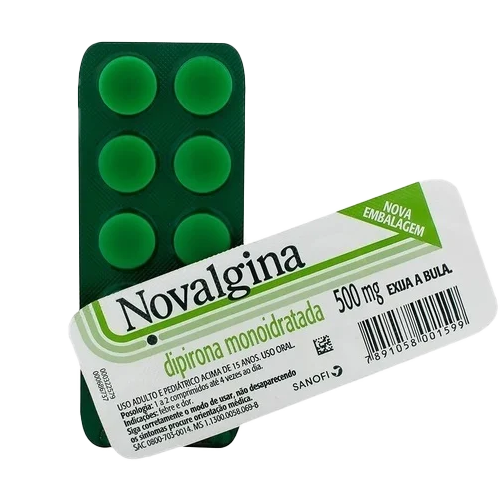 NOVA
EMBALAGEM
Novalgina
dipirona monoidratada 500 mg EXIJA A BULA.
USO ADULTO E PEDIÁTRICO ACIMA DE 15 ANOS. USO ORAL.
Posologia: 1 a 2 comprimidos até 4 vezes ao dia.
Indicações: febre e dor.
Siga corretamente o modo de usar, não desaparecendo
os sintomas procure orientação médica.
SAC 0800-703-0014. MS 1.1300.0058.069-8
SANOFI
7 891058 001599